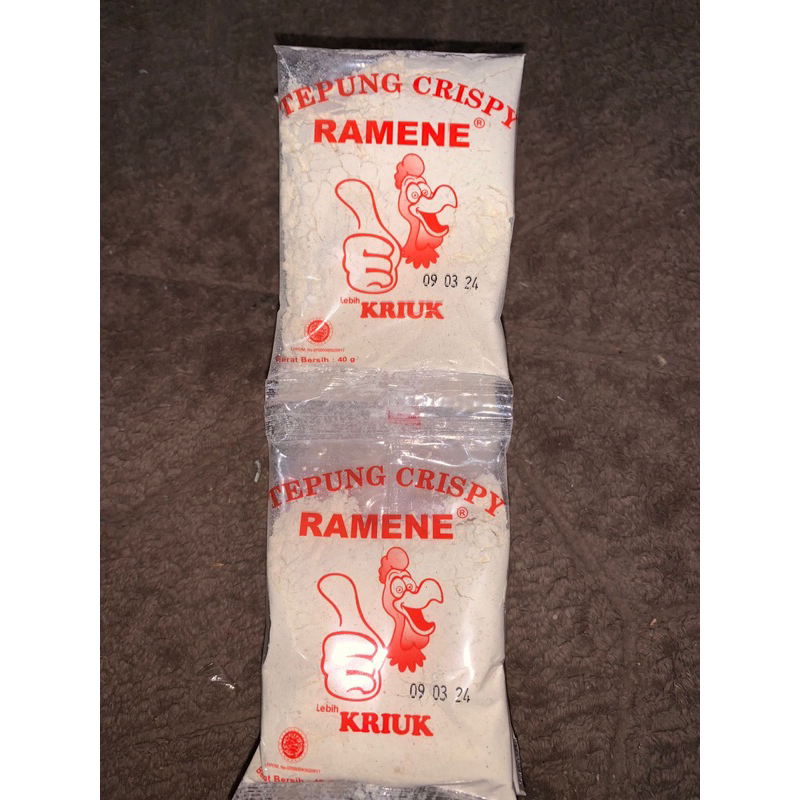 TEPUNG CRISPY
RAMENE®
09 03 24
Lebih
KRIUK
Berat Bersih : 40 g
TEPUNG CRISPY
RAMENE®
09 03 24
Lebih
KRIUK
Bersih :